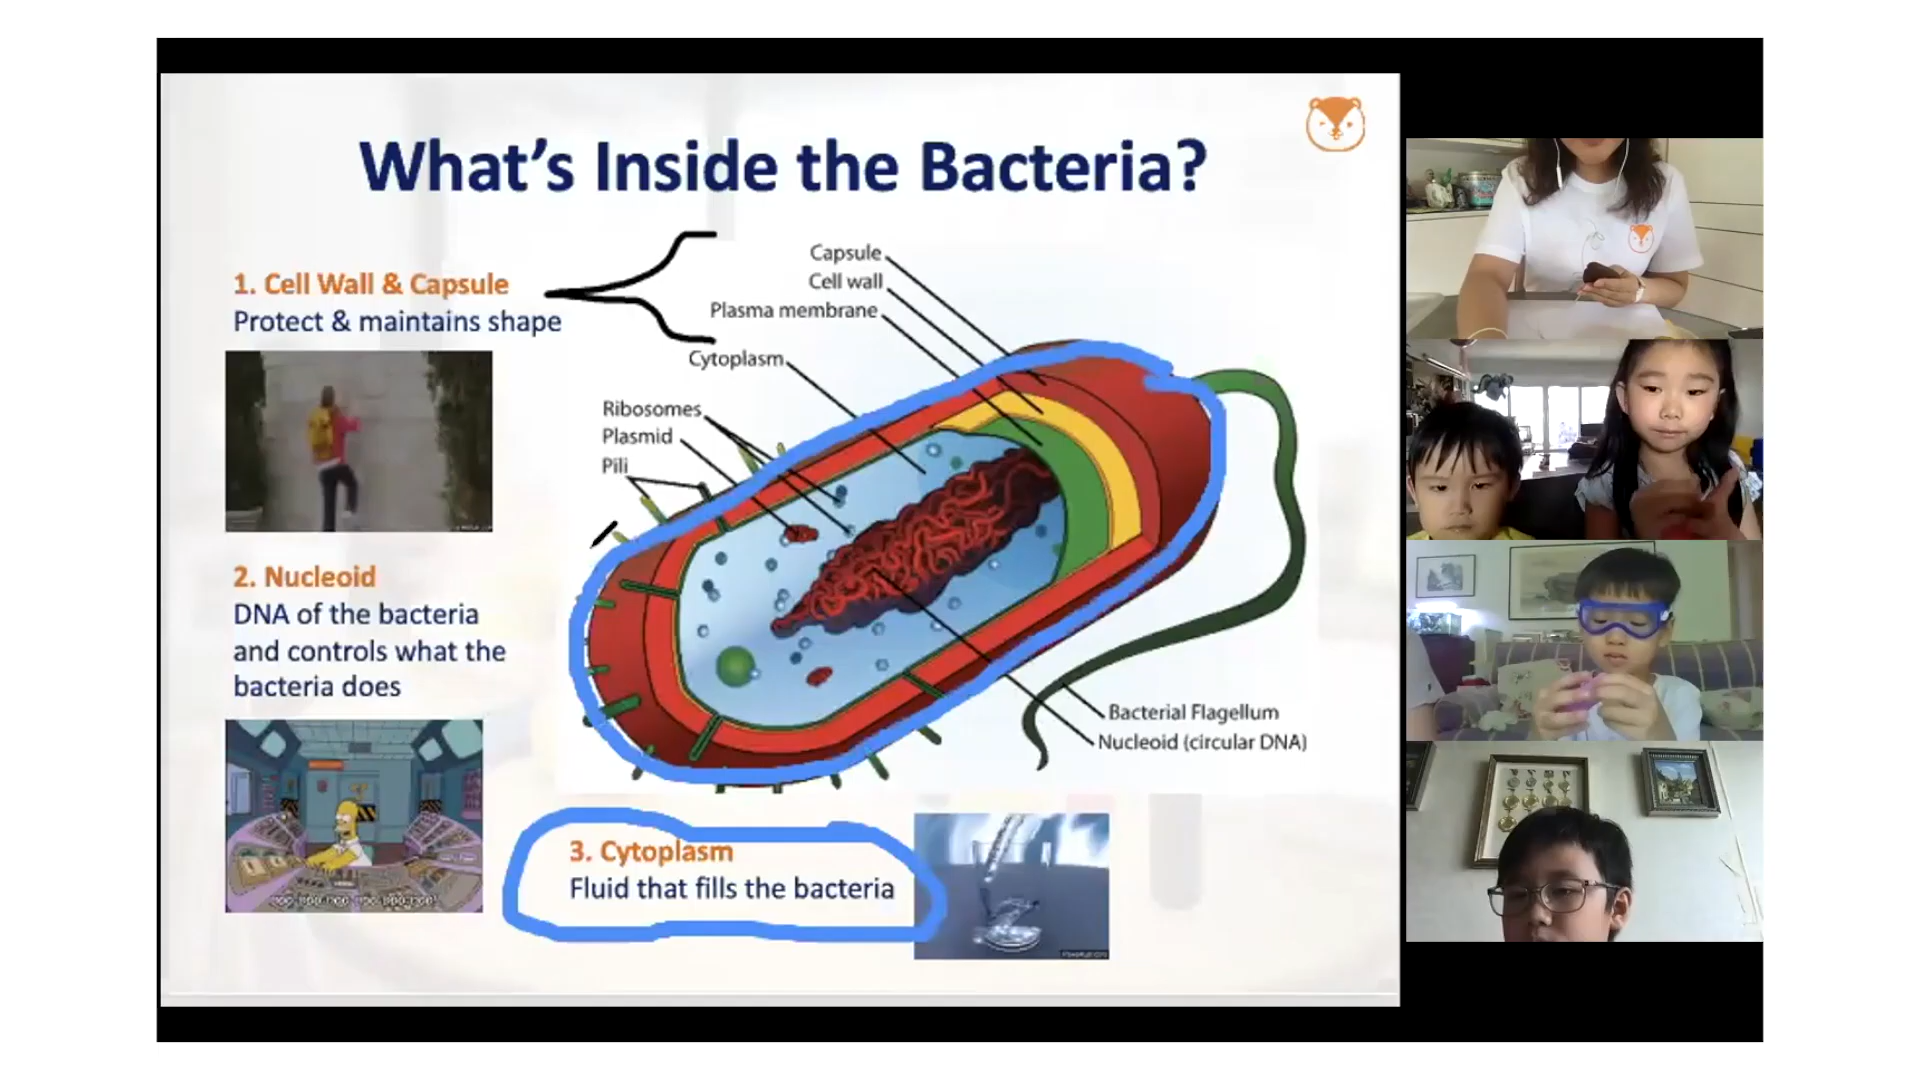 What's Inside the Bacteria?
1. Cell Wall & Capsule
Protect & maintains shape
Capsule
Cell wall
Plasma membrane
Cytoplasm
Ribosomes
Plasmid
Pili
2. Nucleoid
DNA of the bacteria
and controls what the
bacteria does
Bacterial Flagellum
Nucleoid (circular DNA)
3. Cytoplasm
Fluid that fills the bacteria